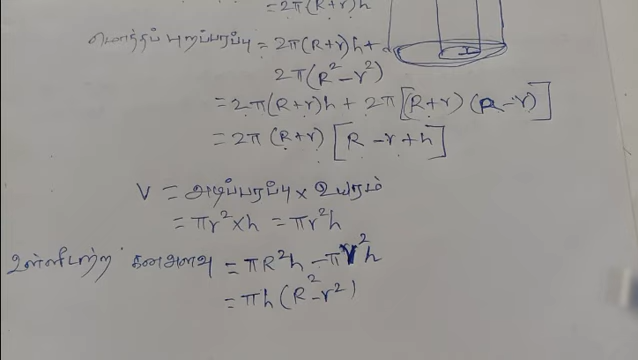 = 2π(R+r)h
மொத்தப் புறப்பரப்பு = 2π(R+r)h +
2π(R²-r²)
= 2π(R+r)h + 2π[(R+r)(R-r)]
= 2π(R+r)[R-r+h]
V = அடிப்பரப்பு × உயரம்
= πr² × h = πr²h
உள்ளீடற்ற கனஅளவு = πR²h - πr²h
= πh(R²-r²)